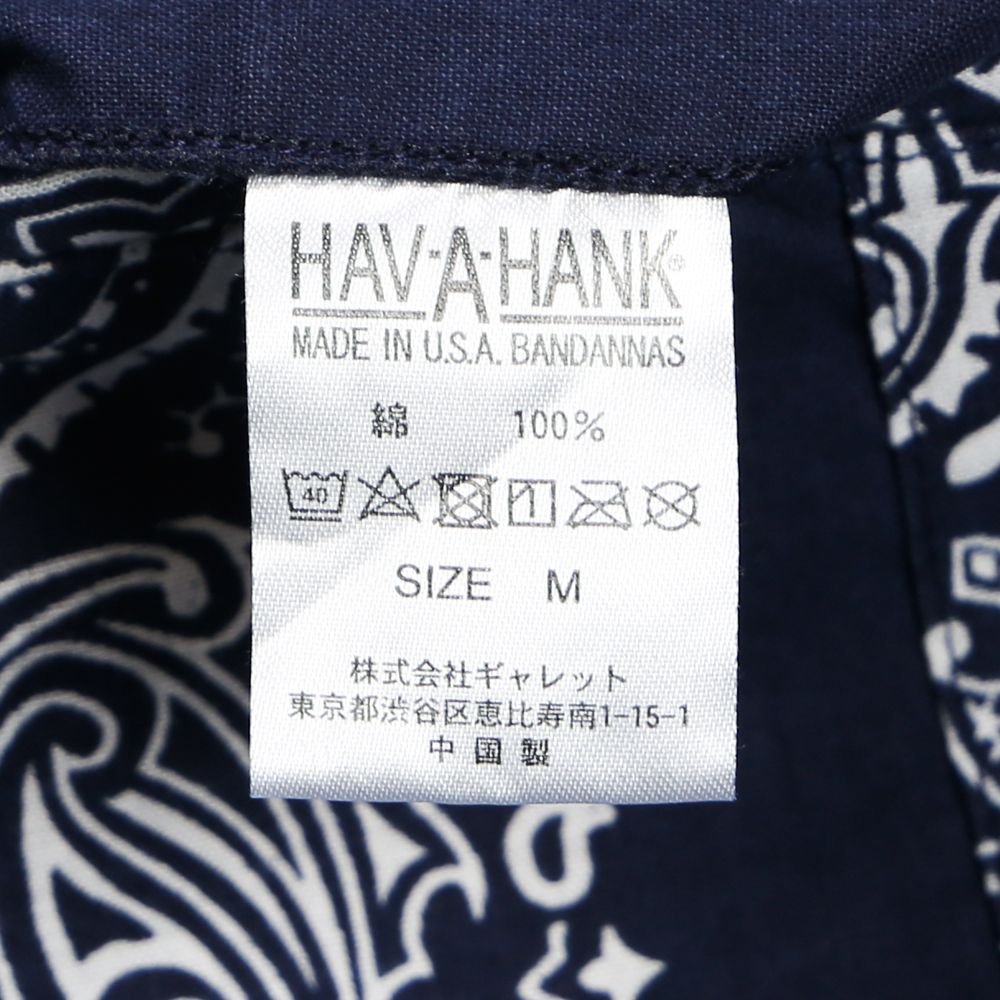 HAV-A-HANK®
MADE IN U.S.A. BANDANNAS
綿 100%
40 1
SIZE M
株式会社ギャレット
東京都渋谷区恵比寿南1-15-1
中国製